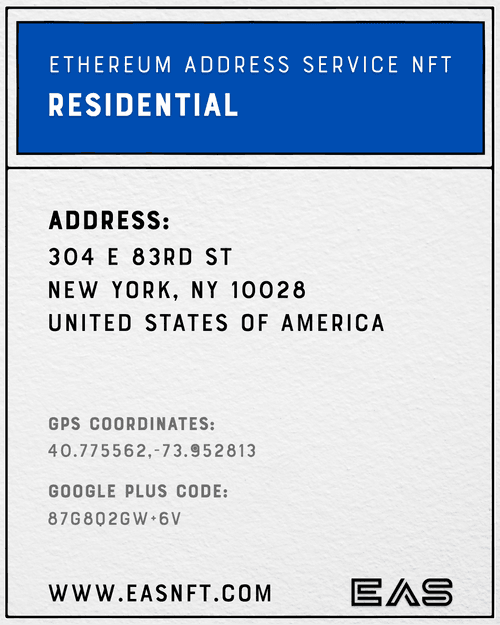 ETHEREUM ADDRESS SERVICE NFT
RESIDENTIAL
ADDRESS:
304 E 83RD ST
NEW YORK, NY 10028
UNITED STATES OF AMERICA
GPS COORDINATES:
40.775562,-73.952813
GOOGLE PLUS CODE:
87G8Q2GW+6V
WWW.EASNFT.COM
EAS